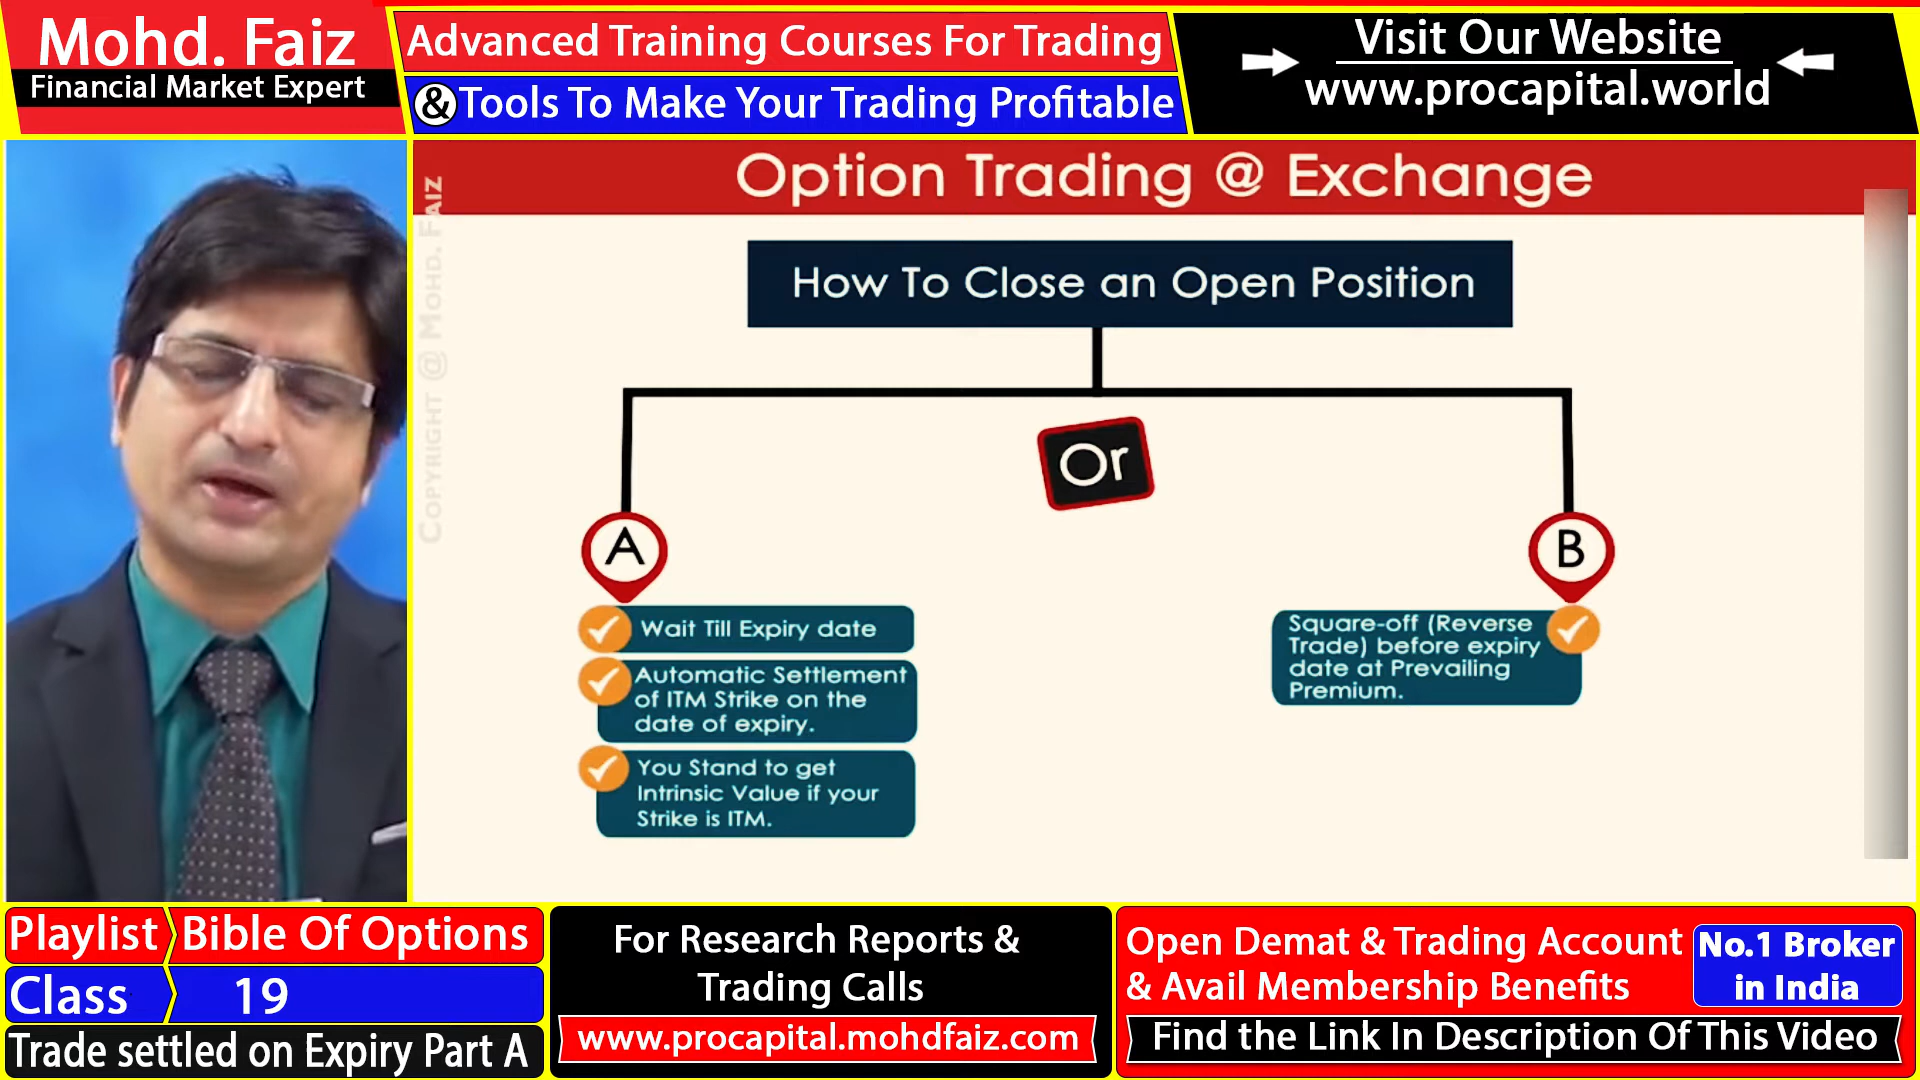 Mohd. Faiz
Financial Market Expert
Advanced Training Courses For Trading
& Tools To Make Your Trading Profitable
Visit Our Website
www.procapital.world
Option Trading @ Exchange
Copyright @ Mohd. Faiz
How To Close an Open Position
Or
A
Wait Till Expiry date
Automatic Settlement
of ITM Strike on the
date of expiry.
You Stand to get
Intrinsic Value if your
Strike is ITM.
B
Square-off (Reverse
Trade) before expiry
date at Prevailing
Premium.
Playlist Bible Of Options
Class 19
Trade settled on Expiry Part A
For Research Reports &
Trading Calls
www.procapital.mohdfaiz.com
Open Demat & Trading Account
& Avail Membership Benefits
No.1 Broker
in India
Find the Link In Description Of This Video